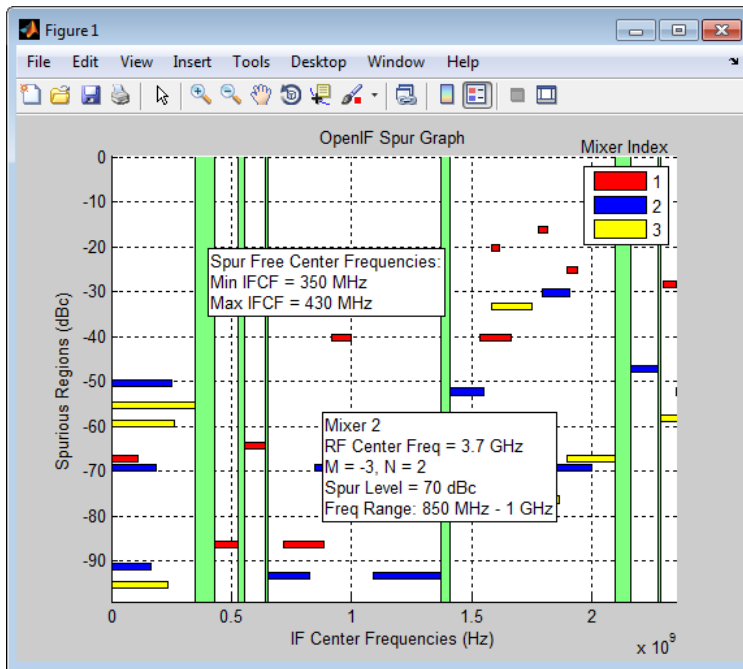 Figure 1
File Edit View Insert Tools Desktop Window Help
OpenIF Spur Graph
Mixer Index
1
2
3
0
-10
-20
-30
-40
-50
-60
-70
-80
-90
Spurious Regions (dBc)
Spur Free Center Frequencies:
Min IFCF = 350 MHz
Max IFCF = 430 MHz
Mixer 2
RF Center Freq = 3.7 GHz
M = -3, N = 2
Spur Level = 70 dBc
Freq Range: 850 MHz - 1 GHz
0 0.5 1 1.5 2
IF Center Frequencies (Hz)
x 10^9